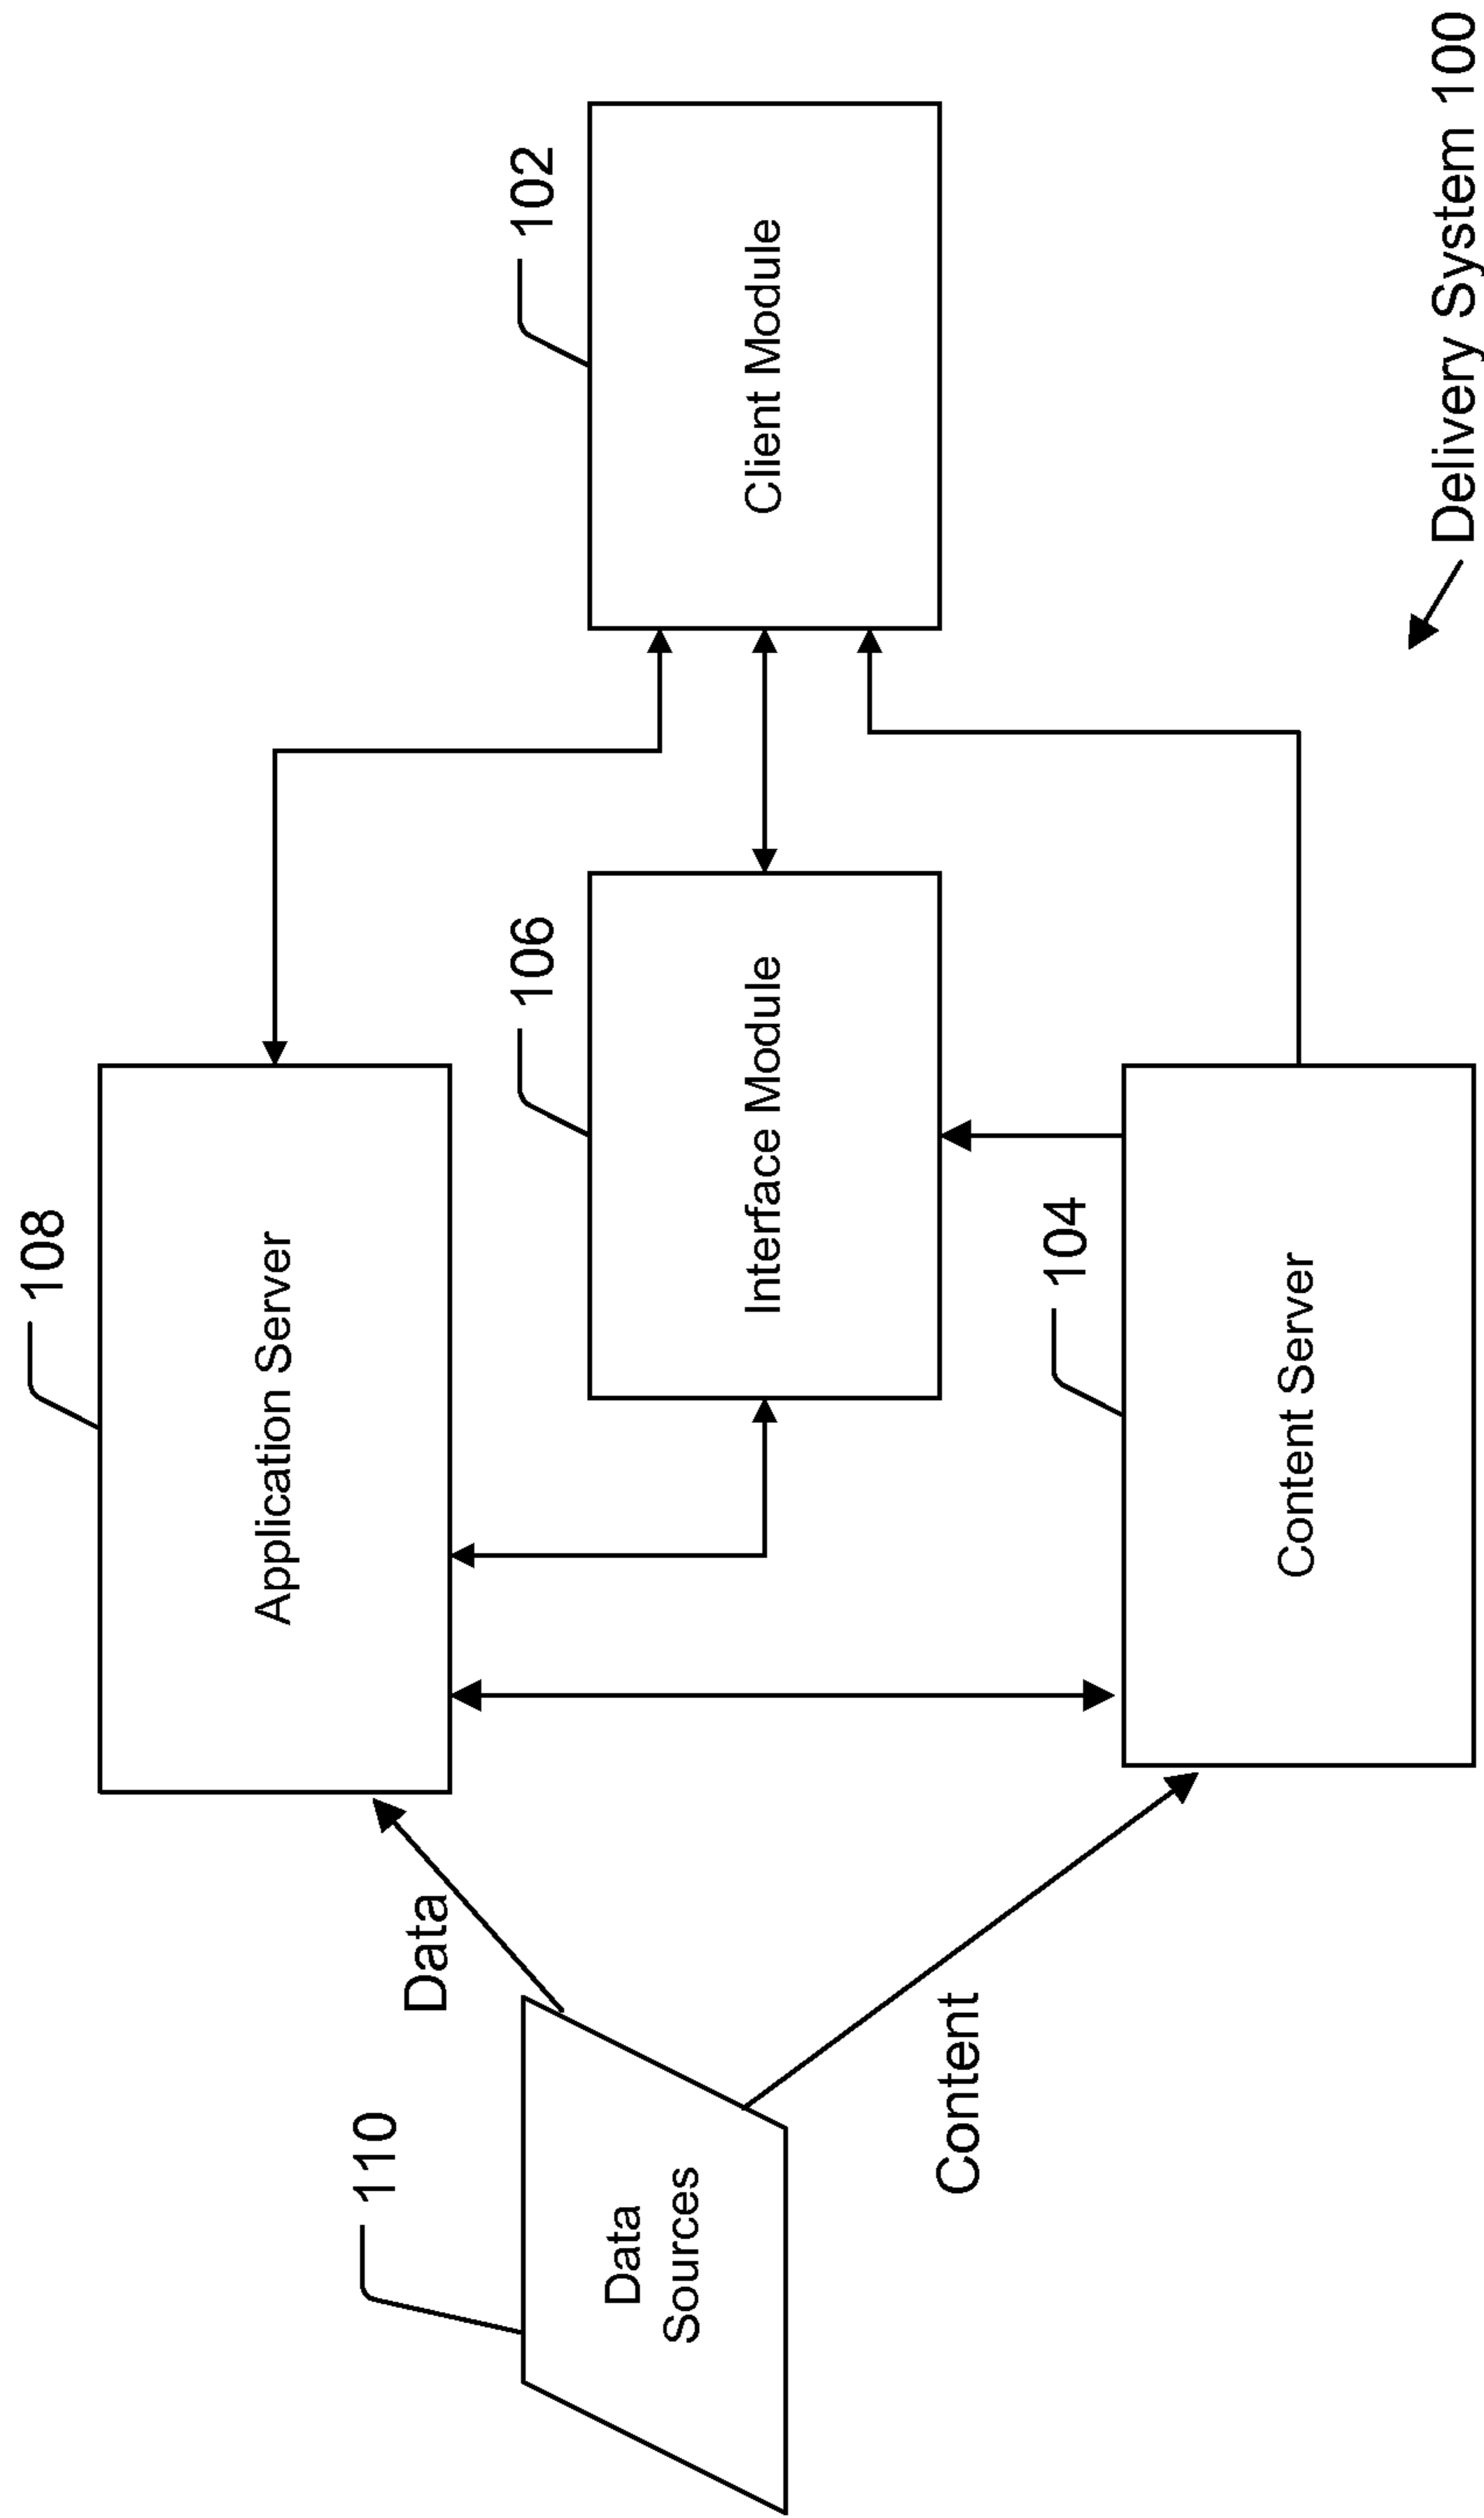 108
Application Server
Data
110
Data
Sources
106
Interface Module
102
Client Module
Content
104
Content Server
Delivery System 100